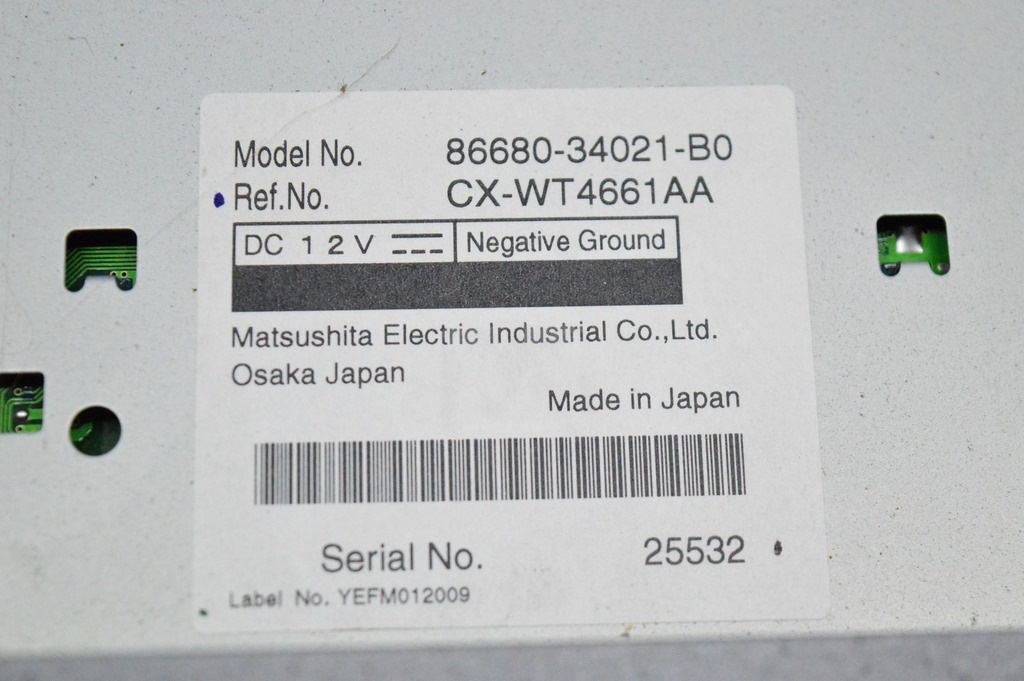 Model No. 86680-34021-B0
Ref.No. CX-WT4661AA
DC 12V Negative Ground
Matsushita Electric Industrial Co.,Ltd.
Osaka Japan
Made in Japan
Serial No. 25532
Label No. YEFM012009